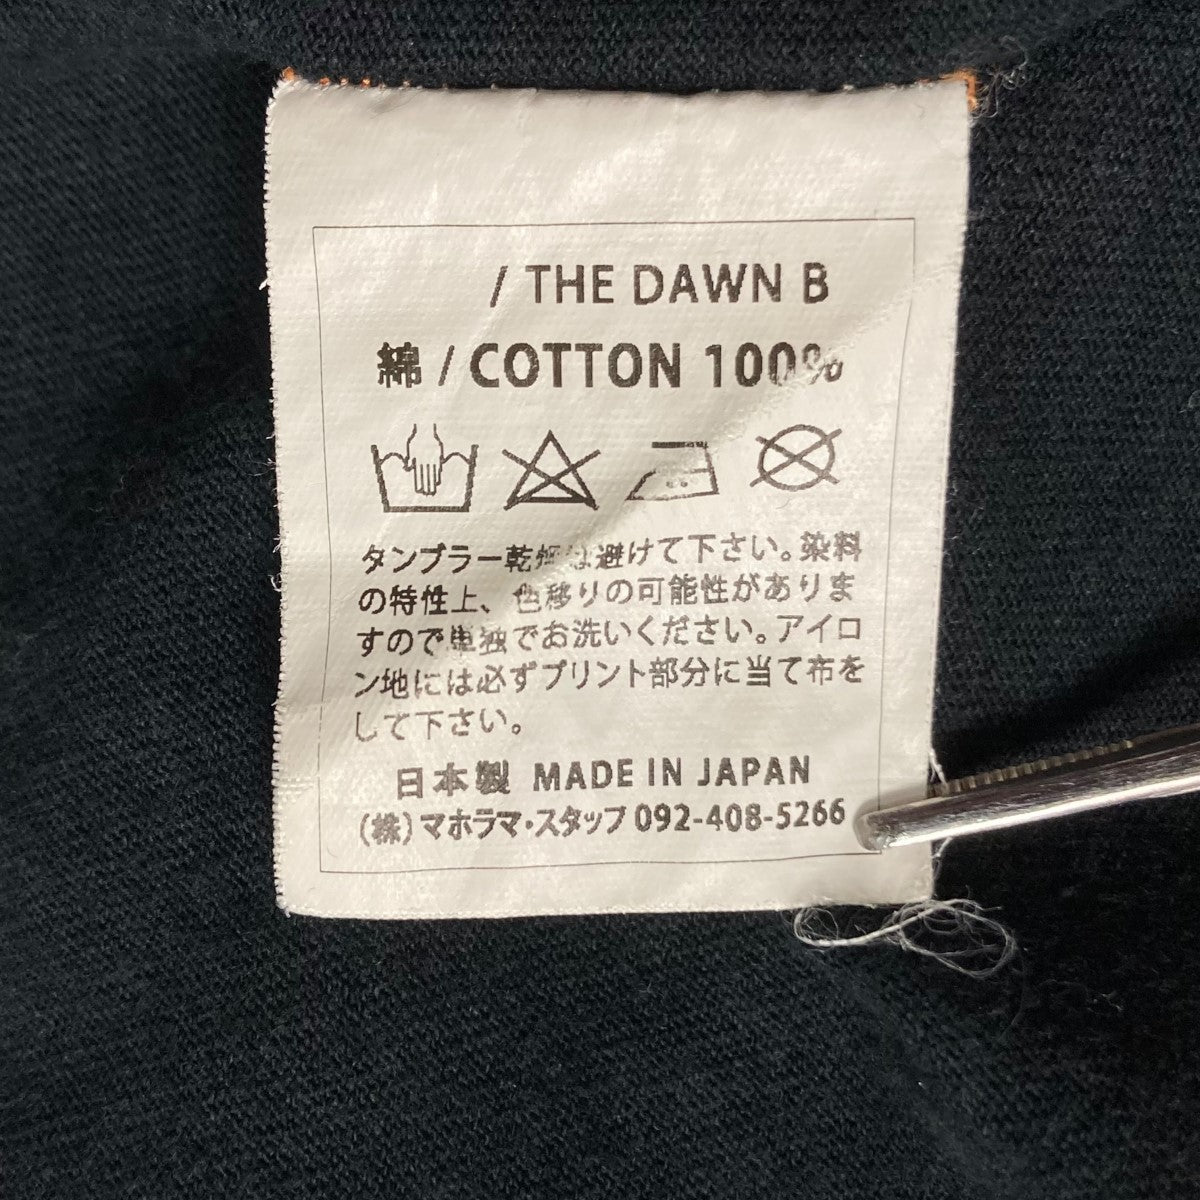 / THE DAWN B
綿 / COTTON 100%
タンブラー乾燥は避けて下さい。染料
の特性上、色移りの可能性がありま
すので単独でお洗いください。アイロ
ン地には必ずプリント部分に当て布を
して下さい。
日本製 MADE IN JAPAN
(株)マホラマ・スタッフ 092-408-5266